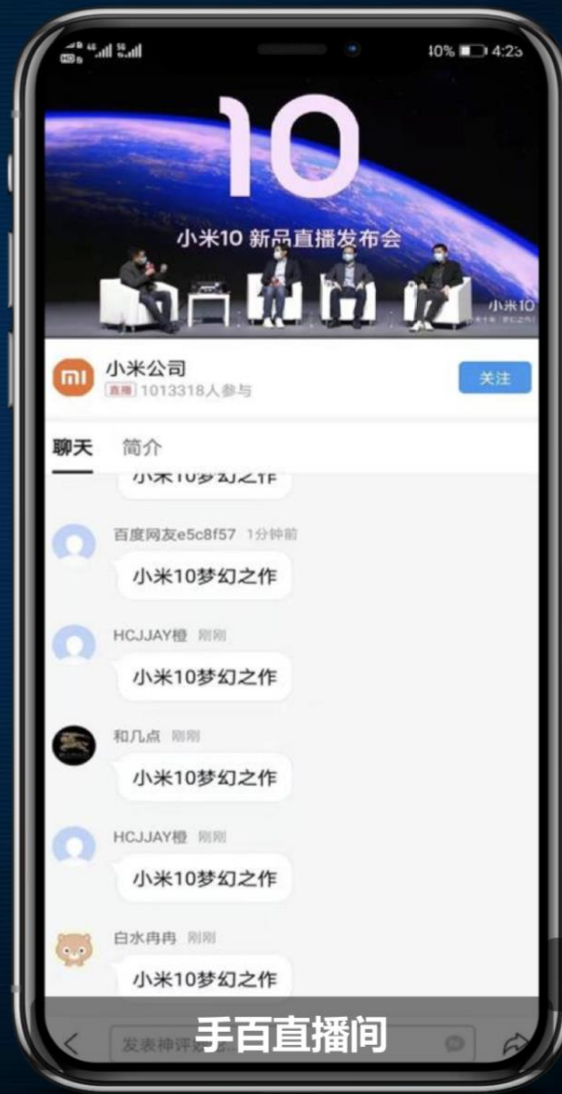 HD 4G 5G 40% 4:23
10
小米10 新品直播发布会
小米10
小米公司
关注
直播 1013318人参与
聊天 简介
小米10梦幻之作
百度网友e5c8f57 1分钟前
小米10梦幻之作
HCJJAY橙 刚刚
小米10梦幻之作
和几点 刚刚
小米10梦幻之作
HCJJAY橙 刚刚
小米10梦幻之作
白水冉冉 刚刚
小米10梦幻之作
发表神评
手百直播间